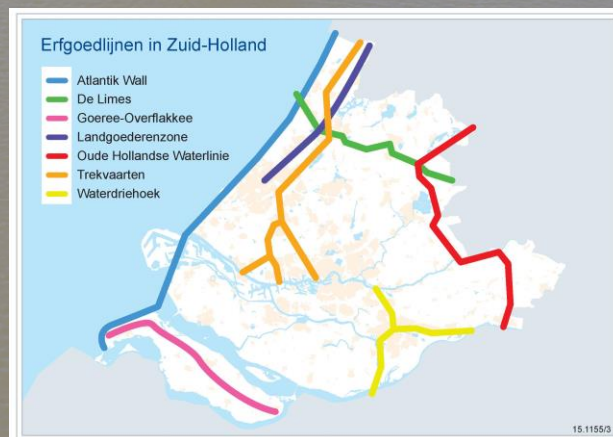 Erfgoedlijnen in Zuid-Holland
Atlantik Wall
De Limes
Goeree-Overflakkee
Landgoederenzone
Oude Hollandse Waterlinie
Trekvaarten
Waterdriehoek
15.1155/3